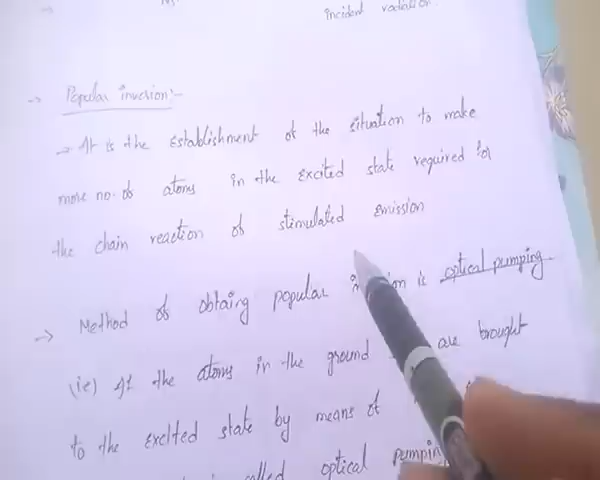 incident radiation
→ Popular inversion:-
→ It is the establishment of the situation to make
more no. of atoms in the excited state required for
the chain reaction of stimulated emission
→ Method of obtaing popular is optical pumping
(ie) If the atoms in the ground are brought
to the excited state by means of
called optical pumping